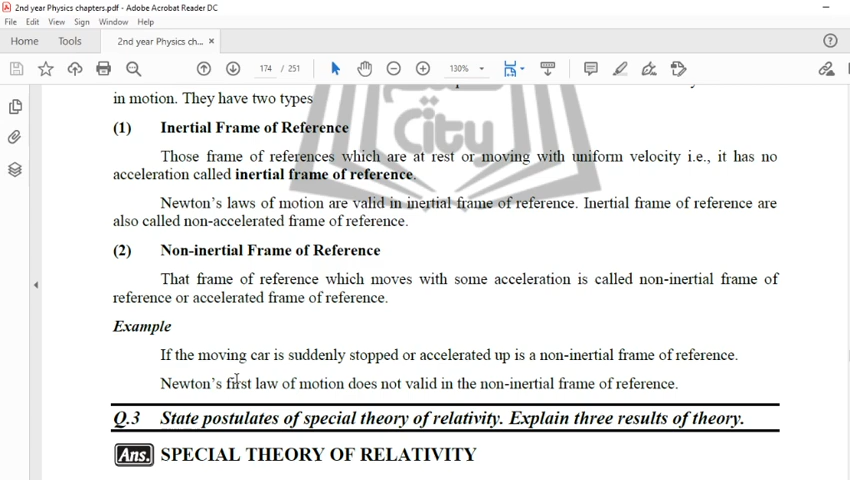 2nd year Physics chapters.pdf - Adobe Acrobat Reader DC
File Edit View Sign Window Help
Home Tools 2nd year Physics ch... ×
174 / 251 130%
in motion. They have two types
(1) Inertial Frame of Reference
Those frame of references which are at rest or moving with uniform velocity i.e., it has no
acceleration called inertial frame of reference.
Newton's laws of motion are valid in inertial frame of reference. Inertial frame of reference are
also called non-accelerated frame of reference.
(2) Non-inertial Frame of Reference
That frame of reference which moves with some acceleration is called non-inertial frame of
reference or accelerated frame of reference.
Example
If the moving car is suddenly stopped or accelerated up is a non-inertial frame of reference.
Newton's first law of motion does not valid in the non-inertial frame of reference.
Q.3 State postulates of special theory of relativity. Explain three results of theory.
Ans. SPECIAL THEORY OF RELATIVITY
City